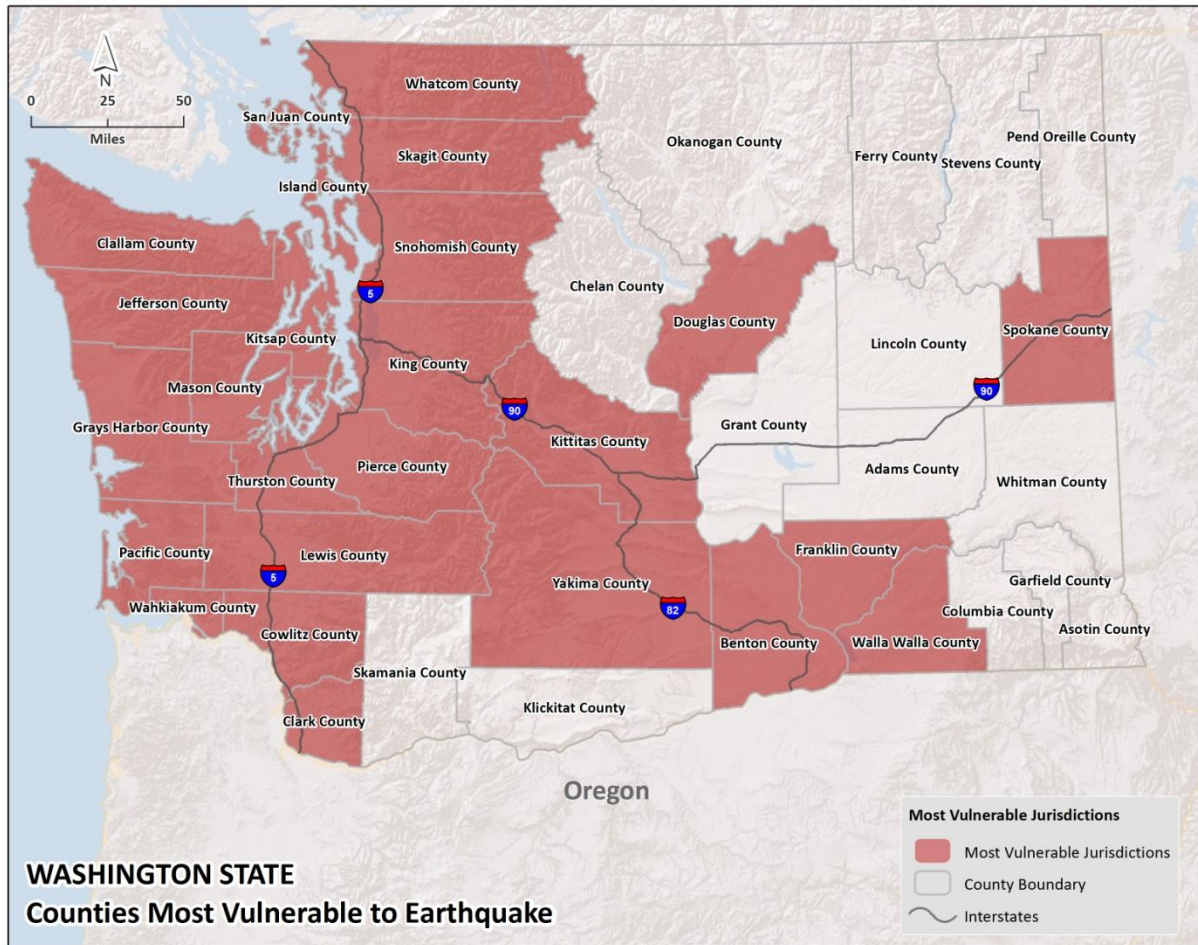 N
0 25 50
Miles
Whatcom County
San Juan County
Skagit County
Island County
Okanogan County
Ferry County
Stevens County
Pend Oreille County
Clallam County
Snohomish County
Jefferson County
5
Chelan County
Douglas County
Spokane County
Kitsap County
Lincoln County
King County
Mason County
90
90
Grays Harbor County
Kittitas County
Grant County
Pierce County
Adams County
Thurston County
Whitman County
Pacific County
Lewis County
Franklin County
5
Yakima County
Garfield County
Wahkiakum County
82
Columbia County
Cowlitz County
Benton County
Walla Walla County
Asotin County
Skamania County
Klickitat County
Clark County
Oregon
Most Vulnerable Jurisdictions
Most Vulnerable Jurisdictions
County Boundary
Interstates
WASHINGTON STATE
Counties Most Vulnerable to Earthquake